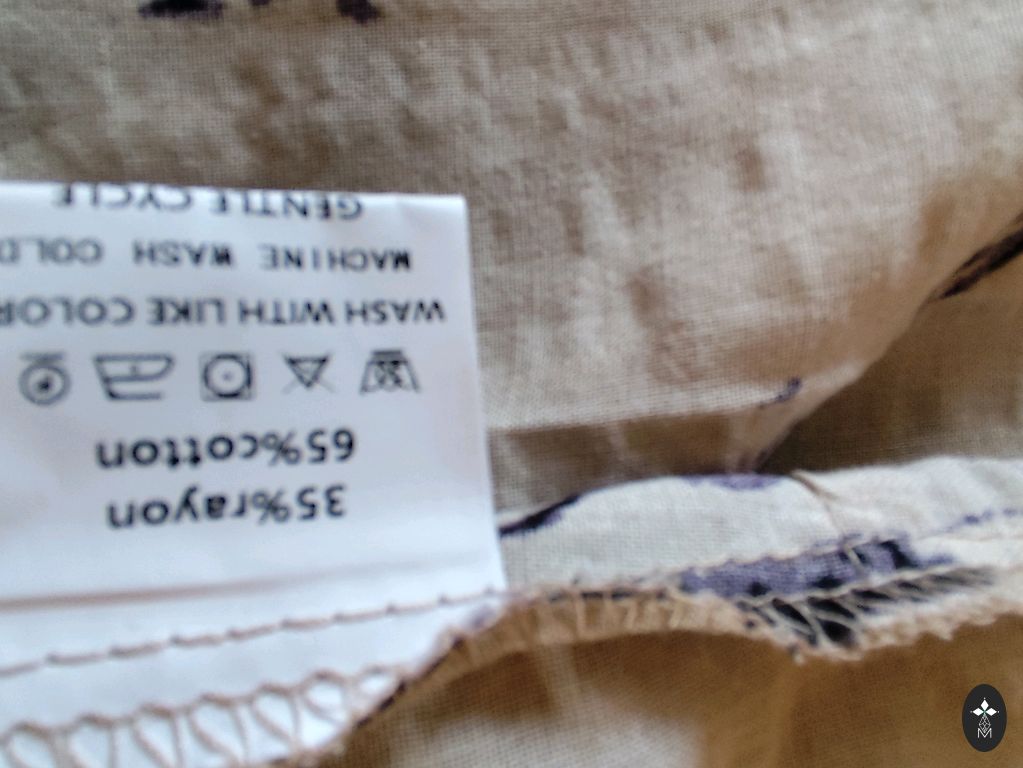 35%rayon
65%cotton
WASH WITH LIKE COLOR
MACHINE WASH COLD
GENTLE CYCLE
M